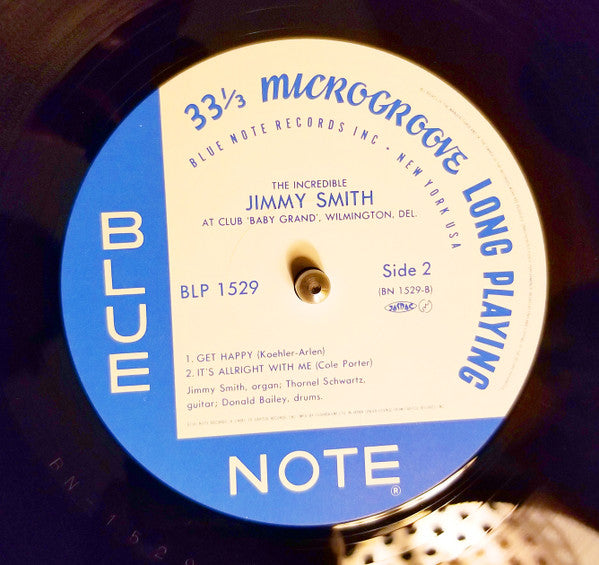 33⅓ MICROGROOVE LONG PLAYING
BLUE NOTE RECORDS INC · NEW YORK USA
THE INCREDIBLE
JIMMY SMITH
AT CLUB 'BABY GRAND', WILMINGTON, DEL.
BLP 1529
Side 2
(BN 1529-B)
1. GET HAPPY (Koehler-Arlen)
2. IT'S ALLRIGHT WITH ME (Cole Porter)
Jimmy Smith, organ; Thornel Schwartz,
guitar; Donald Bailey, drums.
BLUE
NOTE ®